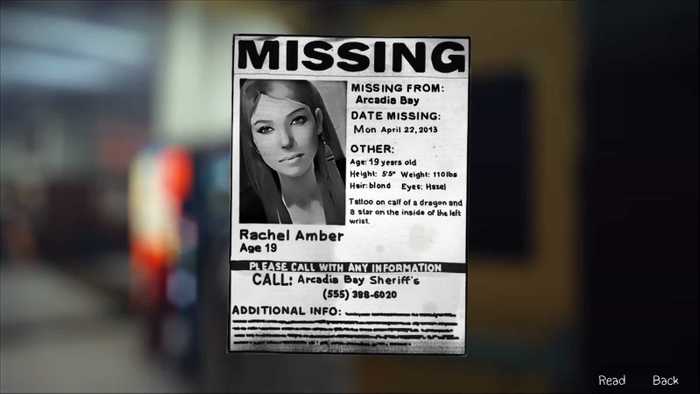 MISSING
MISSING FROM:
Arcadia Bay
DATE MISSING:
Mon April 22, 2013
OTHER:
Age: 19 years old
Height: 5'5" Weight: 110lbs
Hair: blond Eyes: Hazel
Tattoo on calf of a dragon and
a star on the inside of the left
wrist.
Rachel Amber
Age 19
PLEASE CALL WITH ANY INFORMATION
CALL: Arcadia Bay Sheriff's
(555) 398-6020
ADDITIONAL INFO:
Read Back